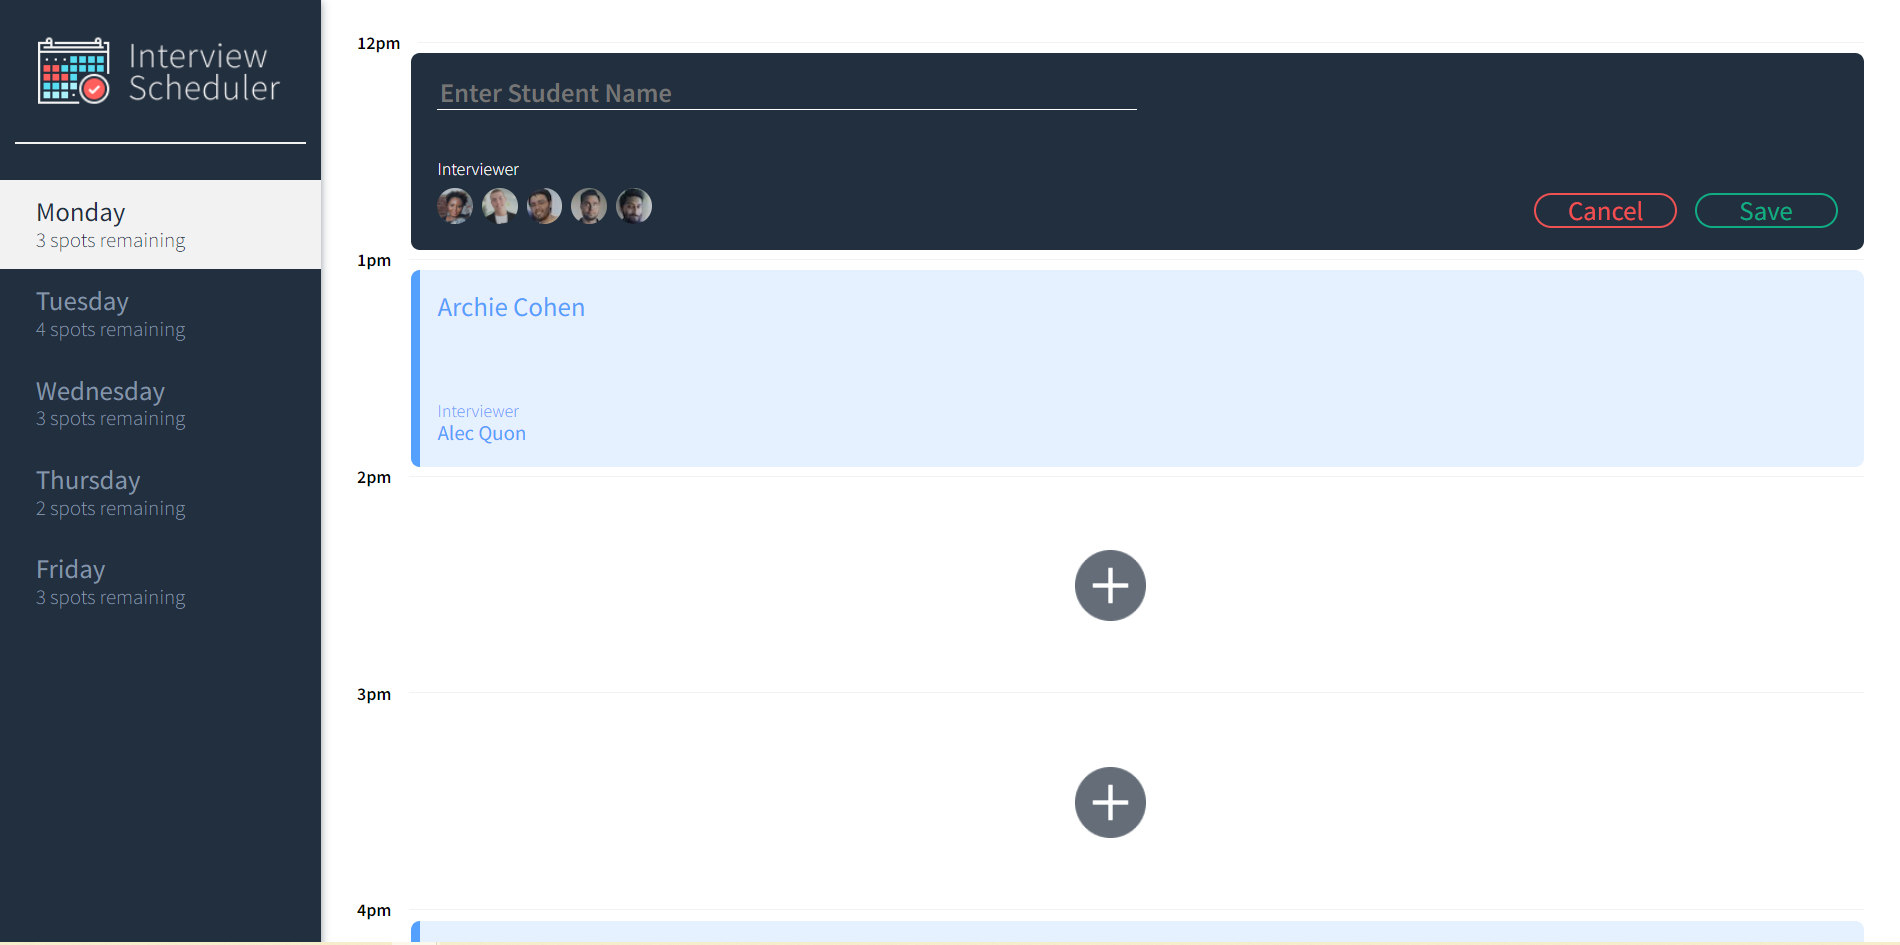 Interview
Scheduler
Monday
3 spots remaining
Tuesday
4 spots remaining
Wednesday
3 spots remaining
Thursday
2 spots remaining
Friday
3 spots remaining
12pm
Enter Student Name
Interviewer
Cancel
Save
1pm
Archie Cohen
Interviewer
Alec Quon
2pm
3pm
4pm